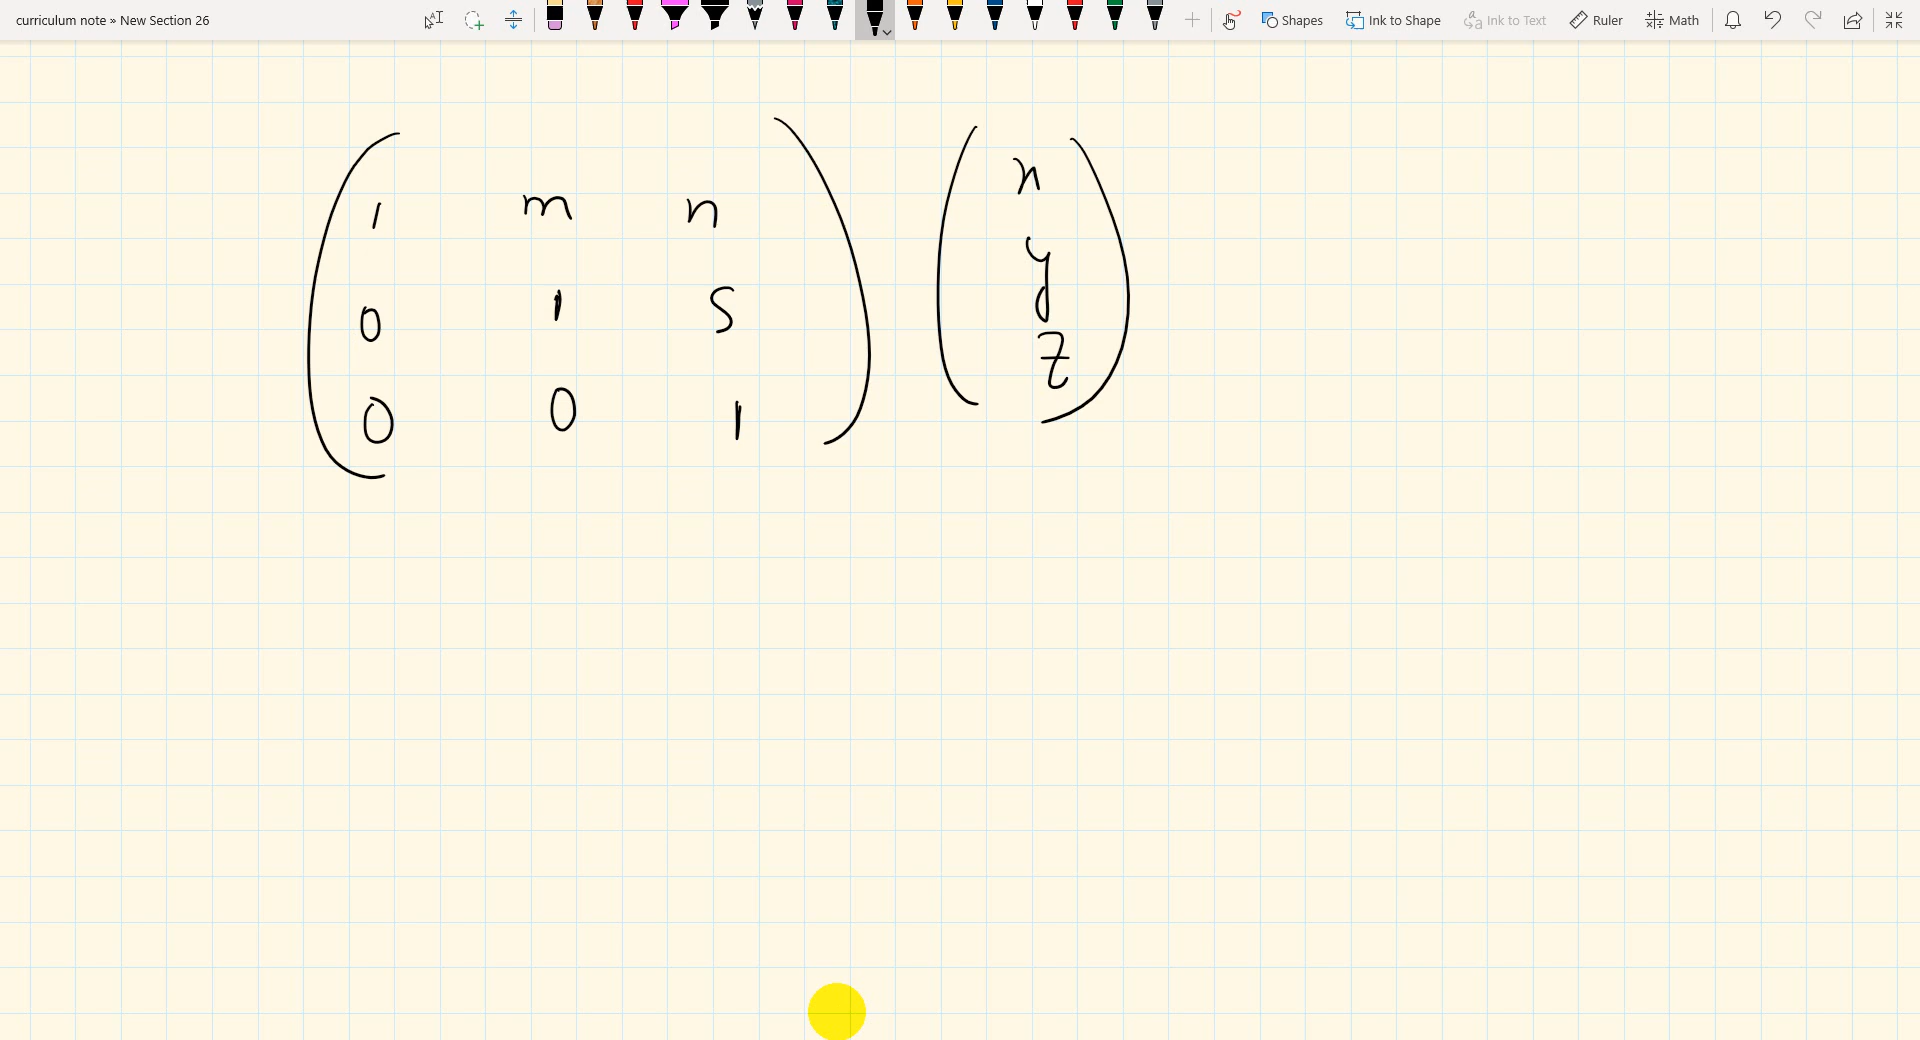 curriculum note » New Section 26
Shapes Ink to Shape Ink to Text Ruler Math
1 m n
0 1 S
0 0 1
x
y
z